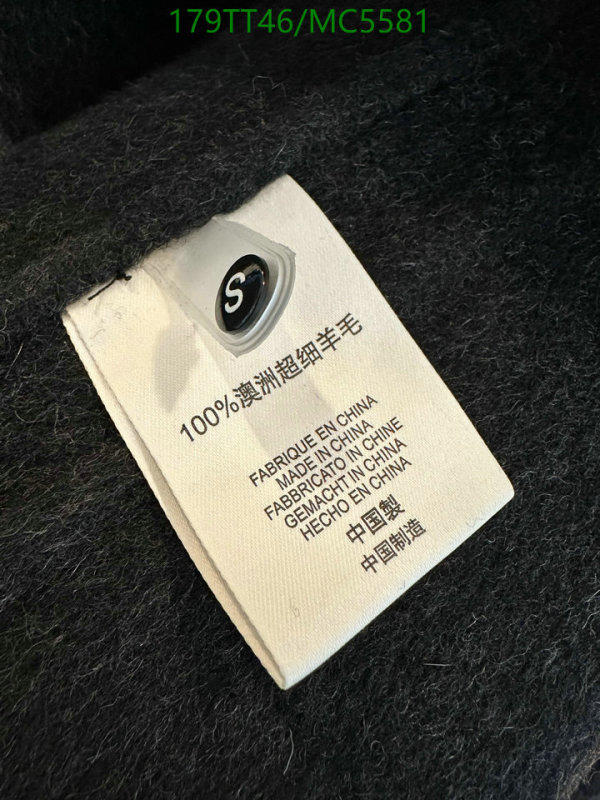 179TT46/MC5581
S
100%澳洲超细羊毛
FABRIQUE EN CHINA
MADE IN CHINA
FABBRICATO IN CHINE
GEMACHT IN CHINA
HECHO EN CHINA
中国製
中国制造